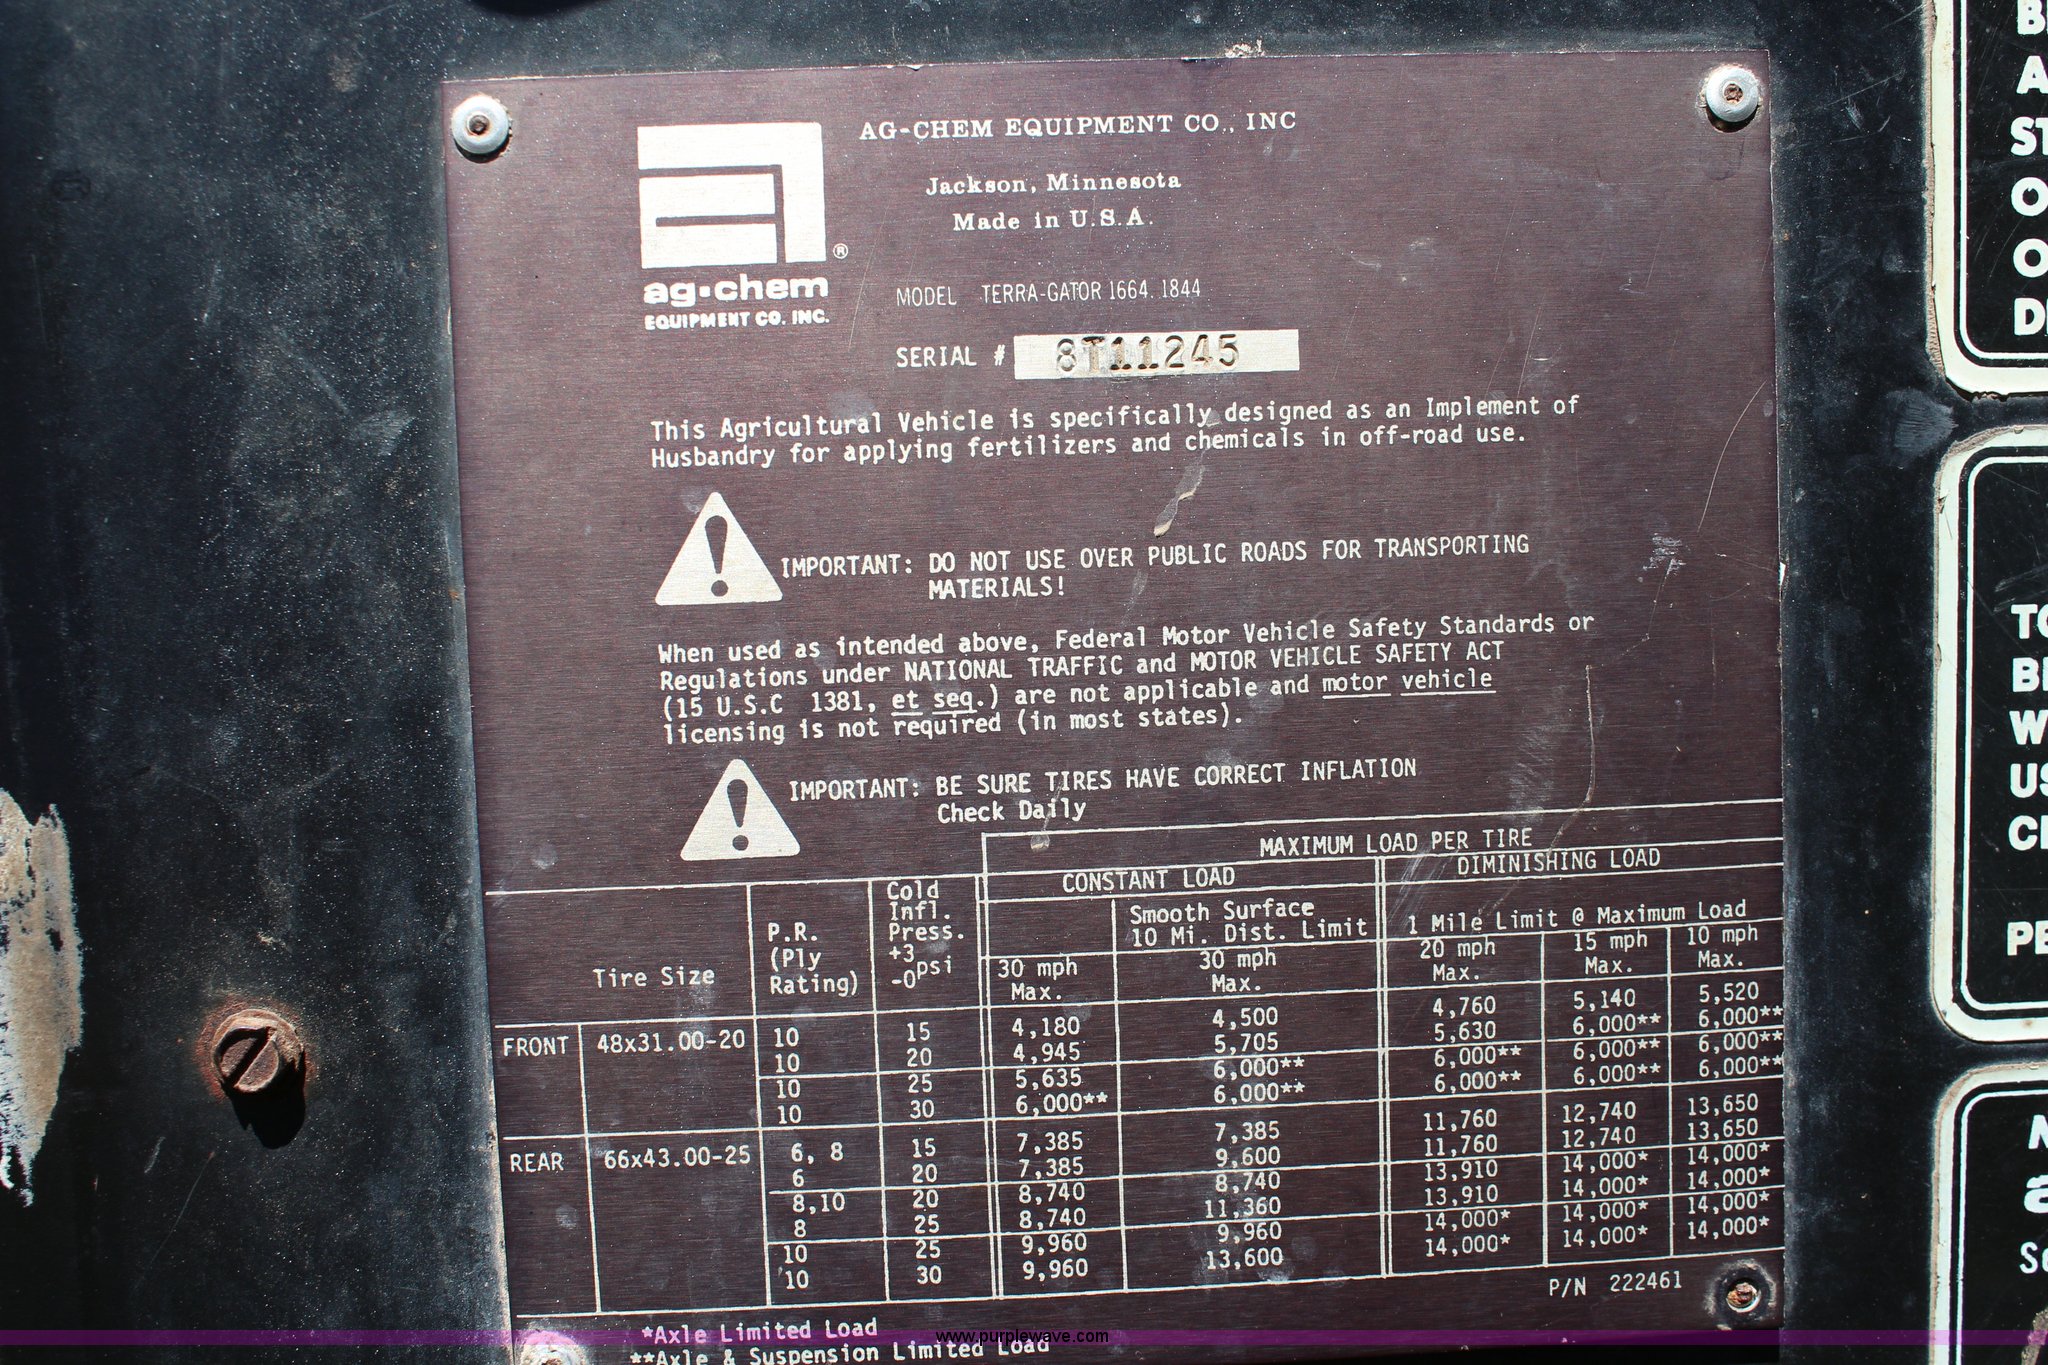 AG-CHEM EQUIPMENT CO., INC
Jackson, Minnesota
Made in U.S.A.
®
ag•chem
EQUIPMENT CO. INC.
MODEL TERRA-GATOR 1664. 1844
SERIAL # 8T11245
This Agricultural Vehicle is specifically designed as an Implement of
Husbandry for applying fertilizers and chemicals in off-road use.
IMPORTANT: DO NOT USE OVER PUBLIC ROADS FOR TRANSPORTING
MATERIALS!
When used as intended above, Federal Motor Vehicle Safety Standards or
Regulations under NATIONAL TRAFFIC and MOTOR VEHICLE SAFETY ACT
(15 U.S.C 1381, et seq.) are not applicable and motor vehicle
licensing is not required (in most states).
IMPORTANT: BE SURE TIRES HAVE CORRECT INFLATION
Check Daily
MAXIMUM LOAD PER TIRE
CONSTANT LOAD DIMINISHING LOAD
Tire Size
P.R.
(Ply
Rating)
Cold
Infl.
Press.
+3
-0 psi
30 mph
Max.
Smooth Surface
10 Mi. Dist. Limit
30 mph
Max.
1 Mile Limit @ Maximum Load
20 mph 15 mph 10 mph
Max. Max. Max.
FRONT 48x31.00-20 10 15 4,180 4,500 4,760 5,140 5,520
10 20 4,945 5,705 5,630 6,000** 6,000**
10 25 5,635 6,000** 6,000** 6,000** 6,000**
10 30 6,000** 6,000** 6,000** 6,000** 6,000**
REAR 66x43.00-25 6, 8 15 7,385 7,385 11,760 12,740 13,650
6 20 7,385 9,600 11,760 12,740 13,650
8,10 20 8,740 8,740 13,910 14,000* 14,000*
8 25 8,740 11,360 13,910 14,000* 14,000*
10 25 9,960 9,960 14,000* 14,000* 14,000*
10 30 9,960 13,600 14,000* 14,000* 14,000*
P/N 222461
*Axle Limited Load
**Axle & Suspension Limited Load
www.purplewave.com